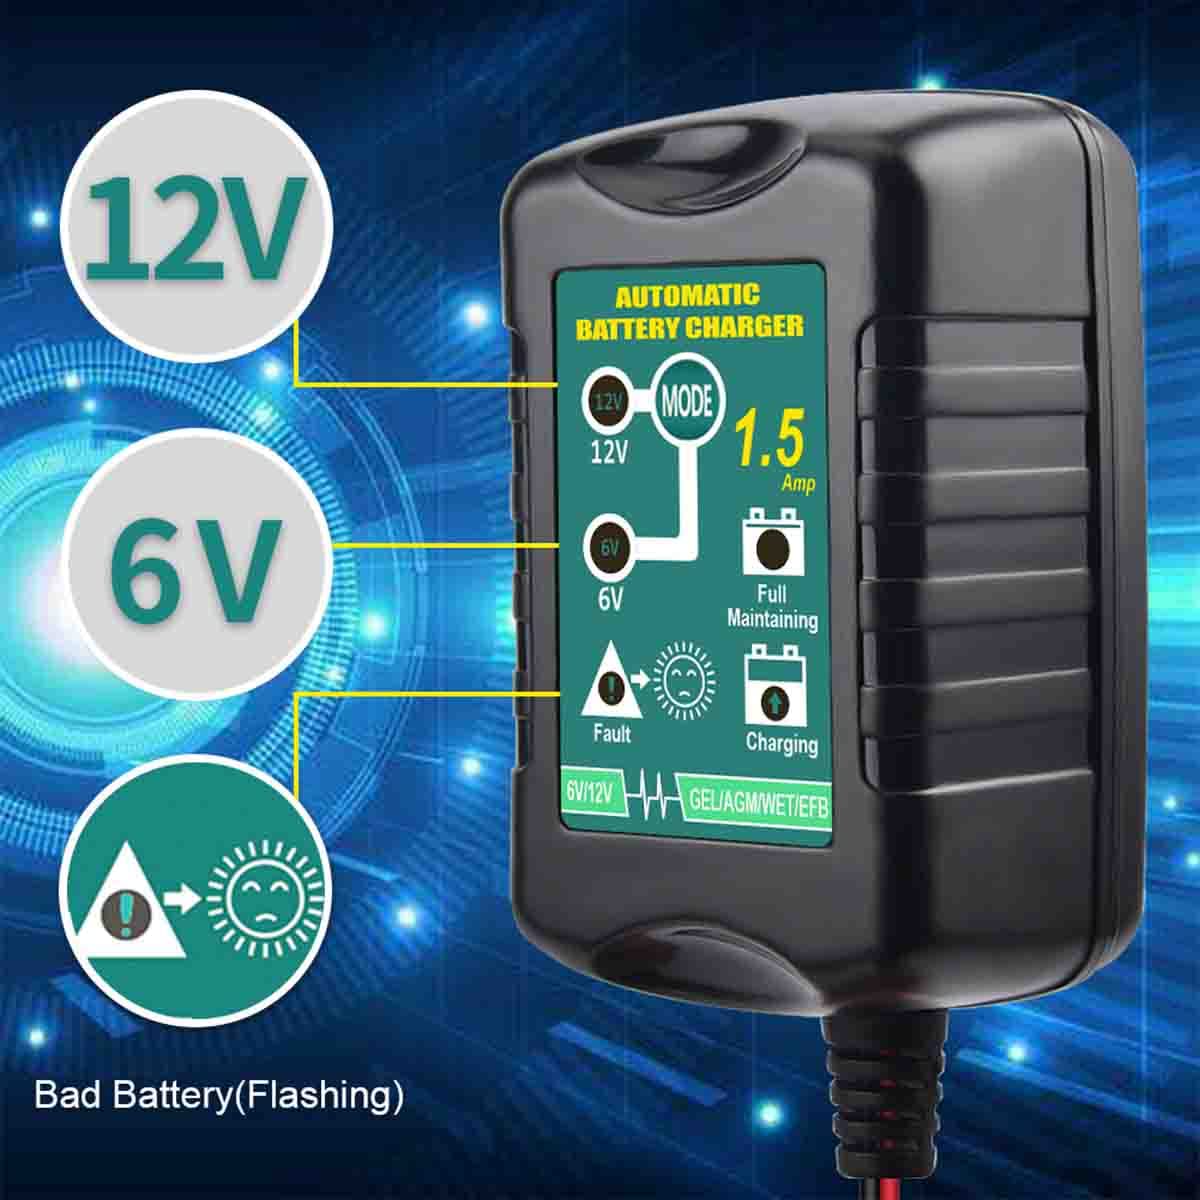 12V
6V
Bad Battery(Flashing)
AUTOMATIC
BATTERY CHARGER
12V
MODE
12V
1.5
Amp
6V
6V
Full
Maintaining
!
Fault
Charging
6V/12V
GEL/AGM/WET/EFB
!